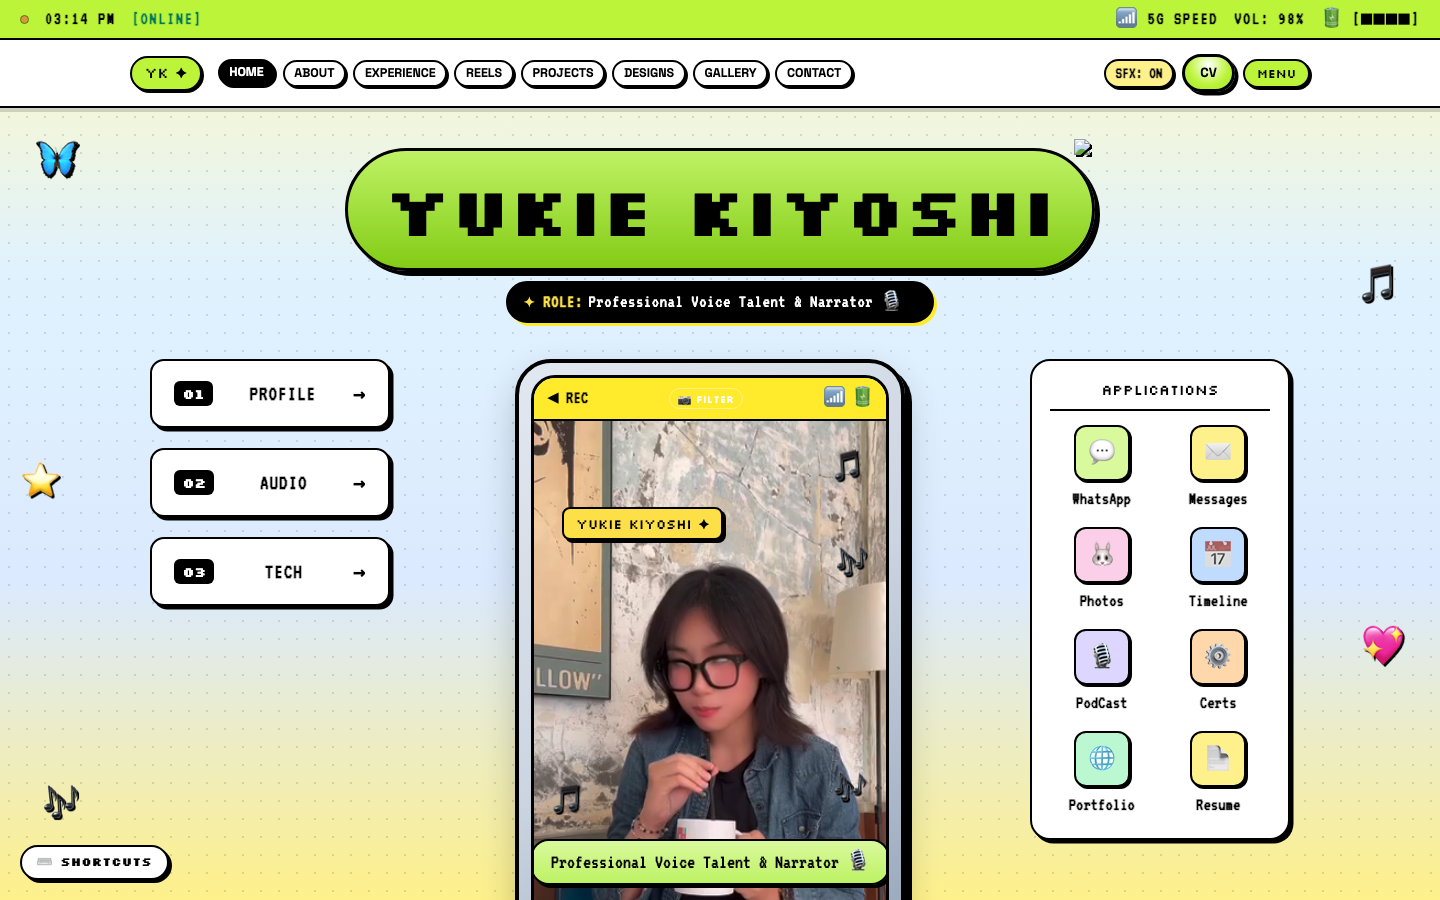 03:14 PM [ONLINE]
5G SPEED VOL: 98% [■■■■]
YK ✦
HOME
ABOUT
EXPERIENCE
REELS
PROJECTS
DESIGNS
GALLERY
CONTACT
SFX: ON
CV
MENU
YUKIE KIYOSHI
✦ ROLE: Professional Voice Talent & Narrator
01 PROFILE →
02 AUDIO →
03 TECH →
◀ REC
FILTER
YUKIE KIYOSHI ✦
LLOW"
Professional Voice Talent & Narrator
APPLICATIONS
WhatsApp
Messages
Photos
17
Timeline
PodCast
Certs
Portfolio
Resume
SHORTCUTS